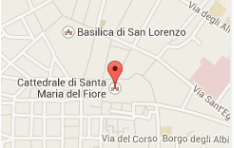 Via degli Al
Basilica di San Lorenzo
Cattedrale di Santa
Maria del Fiore
Via Sant'Eg
Via del Corso
Borgo degli Albi